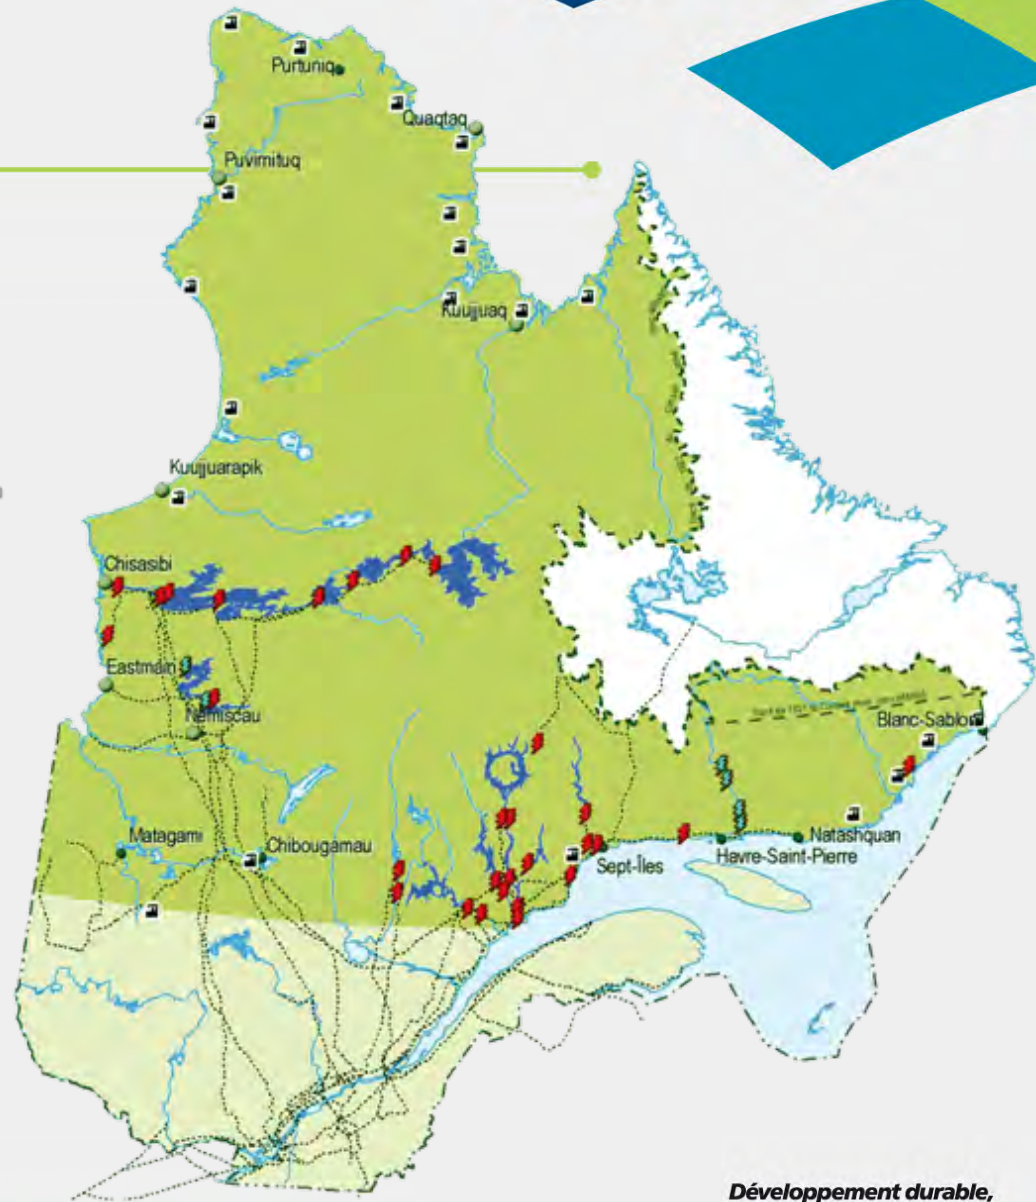 Purtuniq
Quaqtaq
Puvirnituq
Kuujjuaq
Kuujjuarapik
Chisasibi
Eastmain
Nemiscau
Blanc-Sablon
Matagami
Chibougamau
Natashquan
Sept-Îles
Havre-Saint-Pierre
Développement durable,